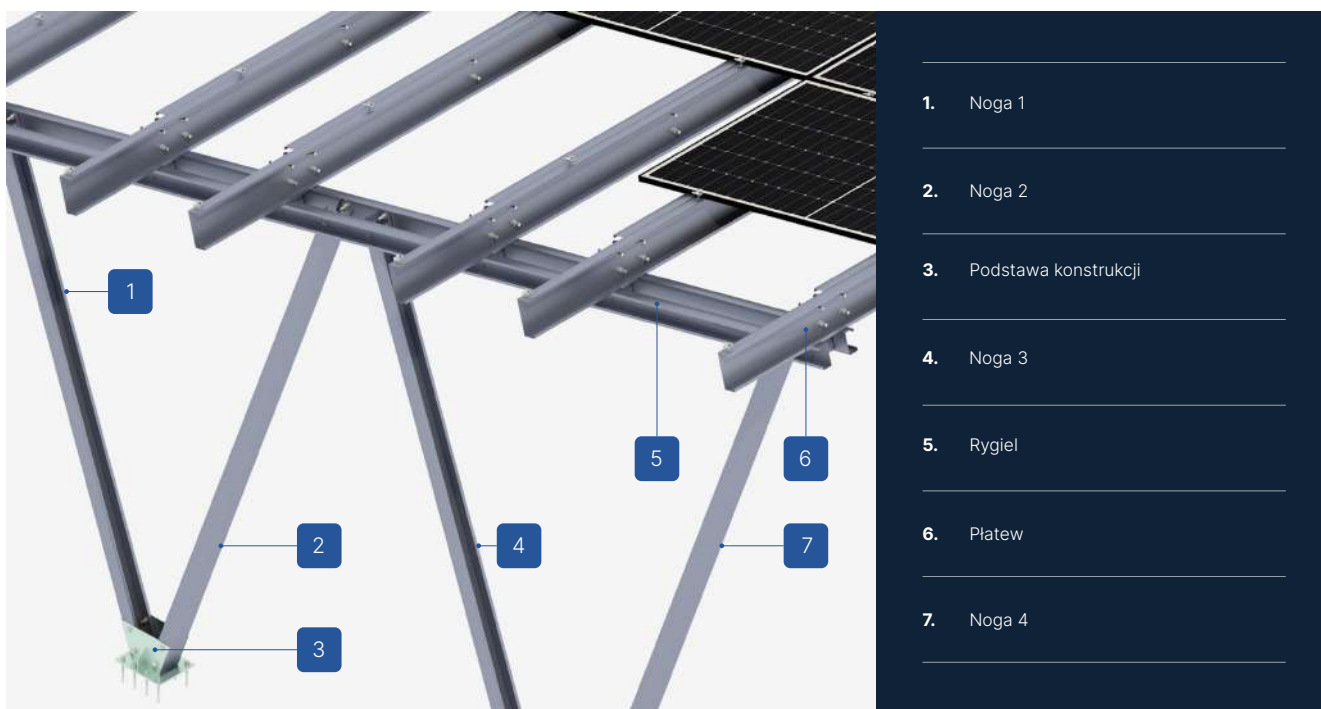 1
2
3
4
5
6
7
1. Noga 1
2. Noga 2
3. Podstawa konstrukcji
4. Noga 3
5. Rygiel
6. Płatew
7. Noga 4